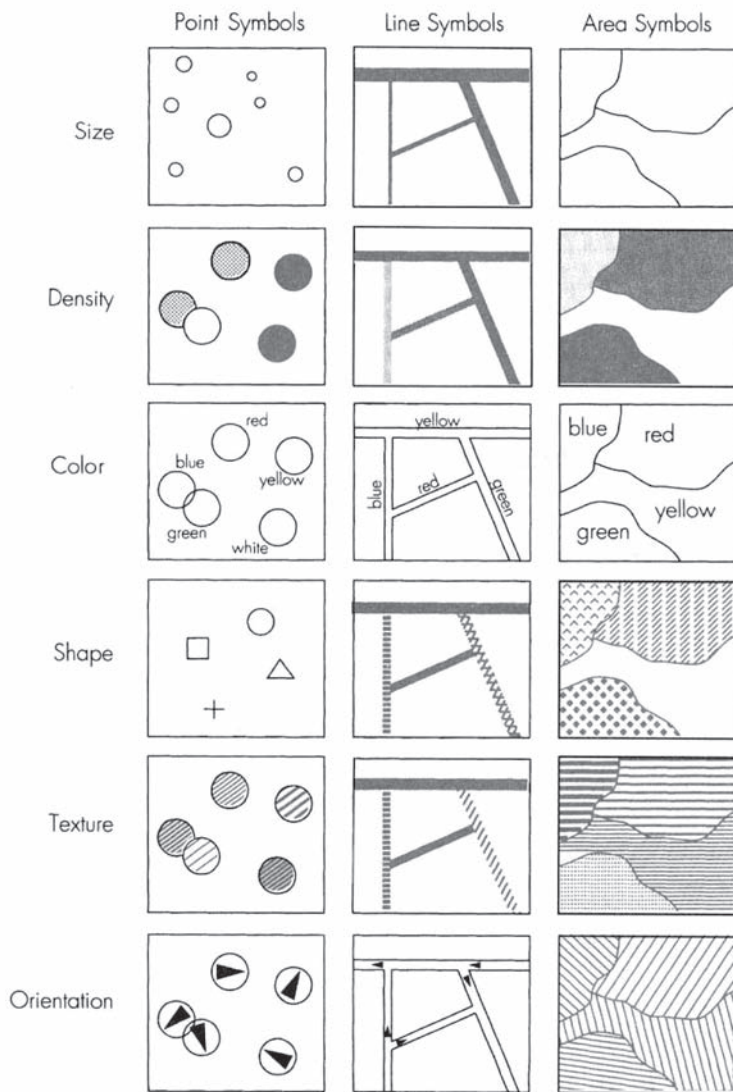 Point Symbols Line Symbols Area Symbols
Size
Density
Color
red
blue
yellow
green
white
yellow
blue
red
green
blue
red
yellow
green
Shape
Texture
Orientation